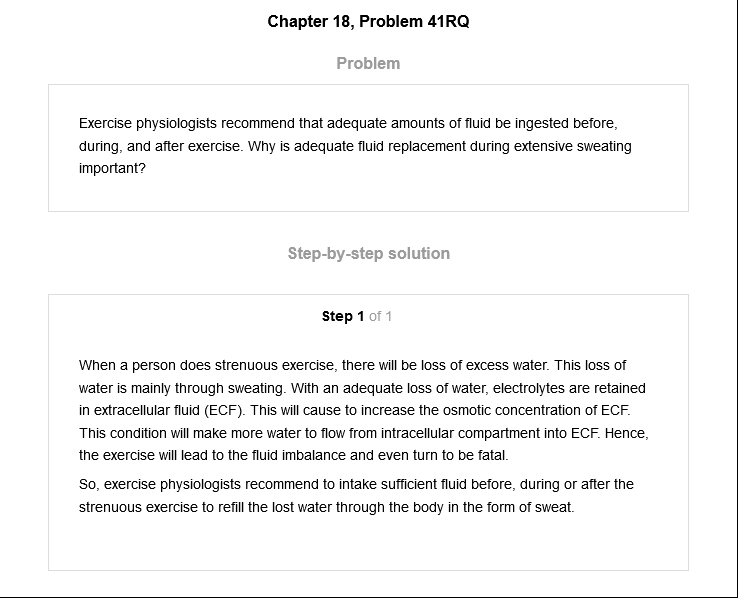 Chapter 18, Problem 41RQ
Problem
Exercise physiologists recommend that adequate amounts of fluid be ingested before,
during, and after exercise. Why is adequate fluid replacement during extensive sweating
important?
Step-by-step solution
Step 1 of 1
When a person does strenuous exercise, there will be loss of excess water. This loss of
water is mainly through sweating. With an adequate loss of water, electrolytes are retained
in extracellular fluid (ECF). This will cause to increase the osmotic concentration of ECF.
This condition will make more water to flow from intracellular compartment into ECF. Hence,
the exercise will lead to the fluid imbalance and even turn to be fatal.
So, exercise physiologists recommend to intake sufficient fluid before, during or after the
strenuous exercise to refill the lost water through the body in the form of sweat.